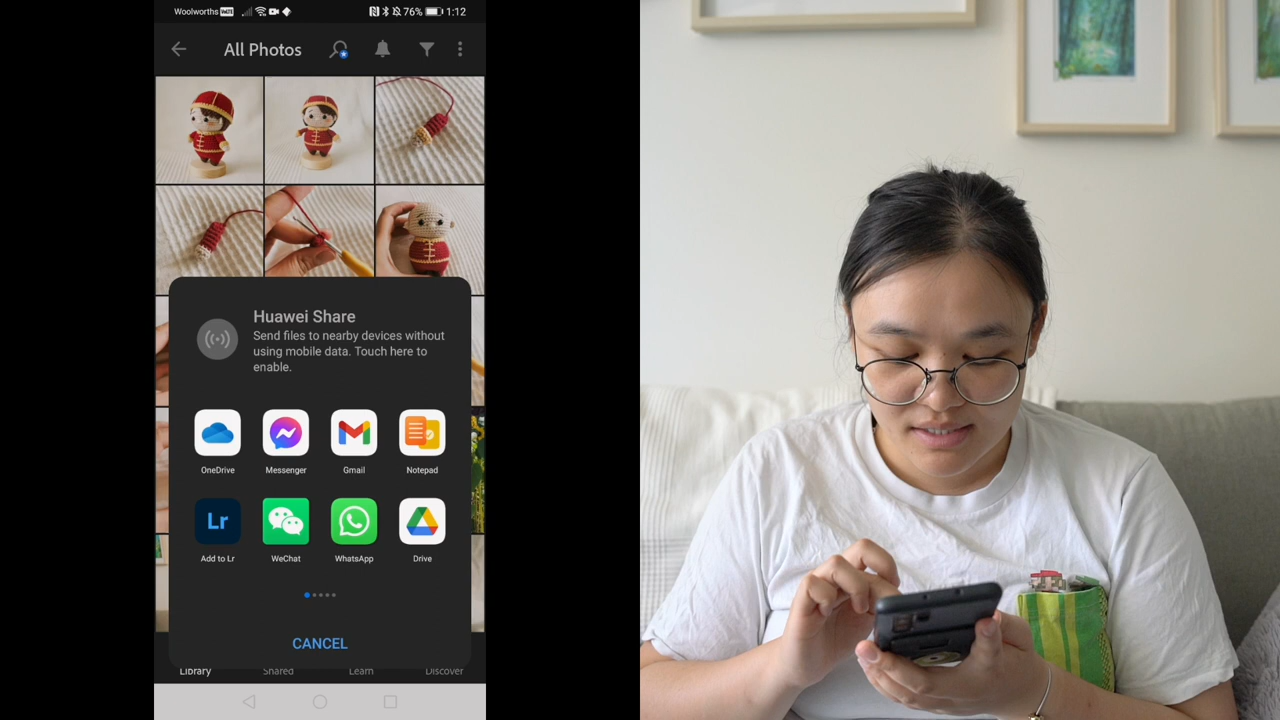 Woolworths VoLTE
76% 1:12
All Photos
Huawei Share
Send files to nearby devices without
using mobile data. Touch here to
enable.
OneDrive Messenger Gmail Notepad
Lr
Add to Lr WeChat WhatsApp Drive
CANCEL
Library Shared Learn Discover